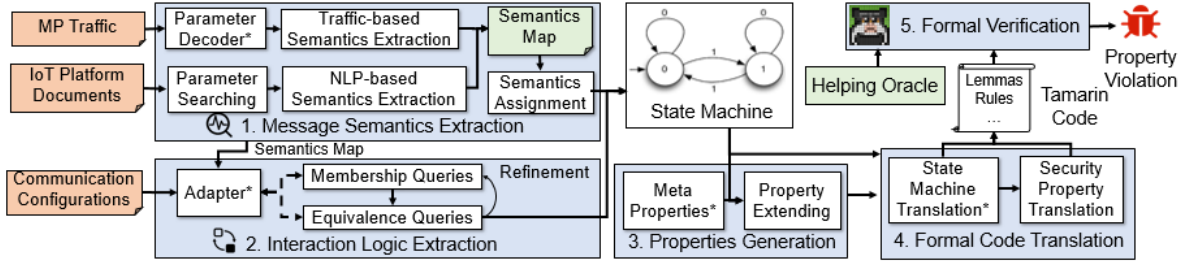 MP Traffic
IoT Platform
Documents
Communication
Configurations
Parameter
Decoder*
Traffic-based
Semantics Extraction
Semantics
Map
Parameter
Searching
NLP-based
Semantics Extraction
Semantics
Assignment
1. Message Semantics Extraction
Semantics Map
Adapter*
Membership Queries
Refinement
Equivalence Queries
2. Interaction Logic Extraction
0
0
0
1
1
1
State Machine
Meta
Properties*
Property
Extending
3. Properties Generation
5. Formal Verification
Property
Violation
Helping Oracle
Lemmas
Rules
...
Tamarin
Code
State
Machine
Translation*
Security
Property
Translation
4. Formal Code Translation